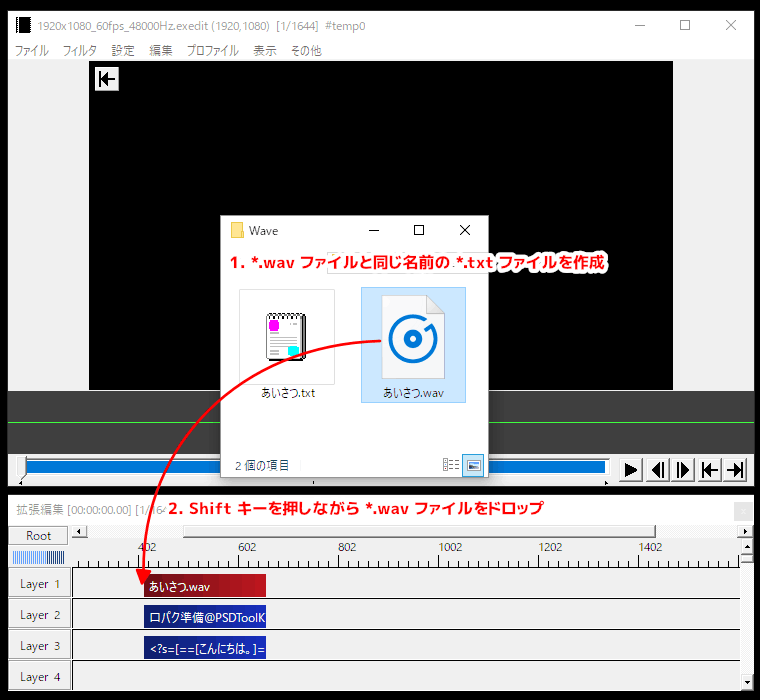 1920x1080_60fps_48000Hz.exedit (1920,1080) [1/1644] #temp0
ファイル フィルタ 設定 編集 プロファイル 表示 その他
Wave
1. *.wav ファイルと同じ名前の *.txt ファイルを作成
あいさつ.txt
あいさつ.wav
2 個の項目
拡張編集 [00:00:00.00] [1/164
2. Shift キーを押しながら *.wav ファイルをドロップ
Root
402 602 802 1002 1202 1402
Layer 1
あいさつ.wav
Layer 2
口パク準備@PSDToolK
Layer 3
<?s=[==[こんにちは。]=
Layer 4